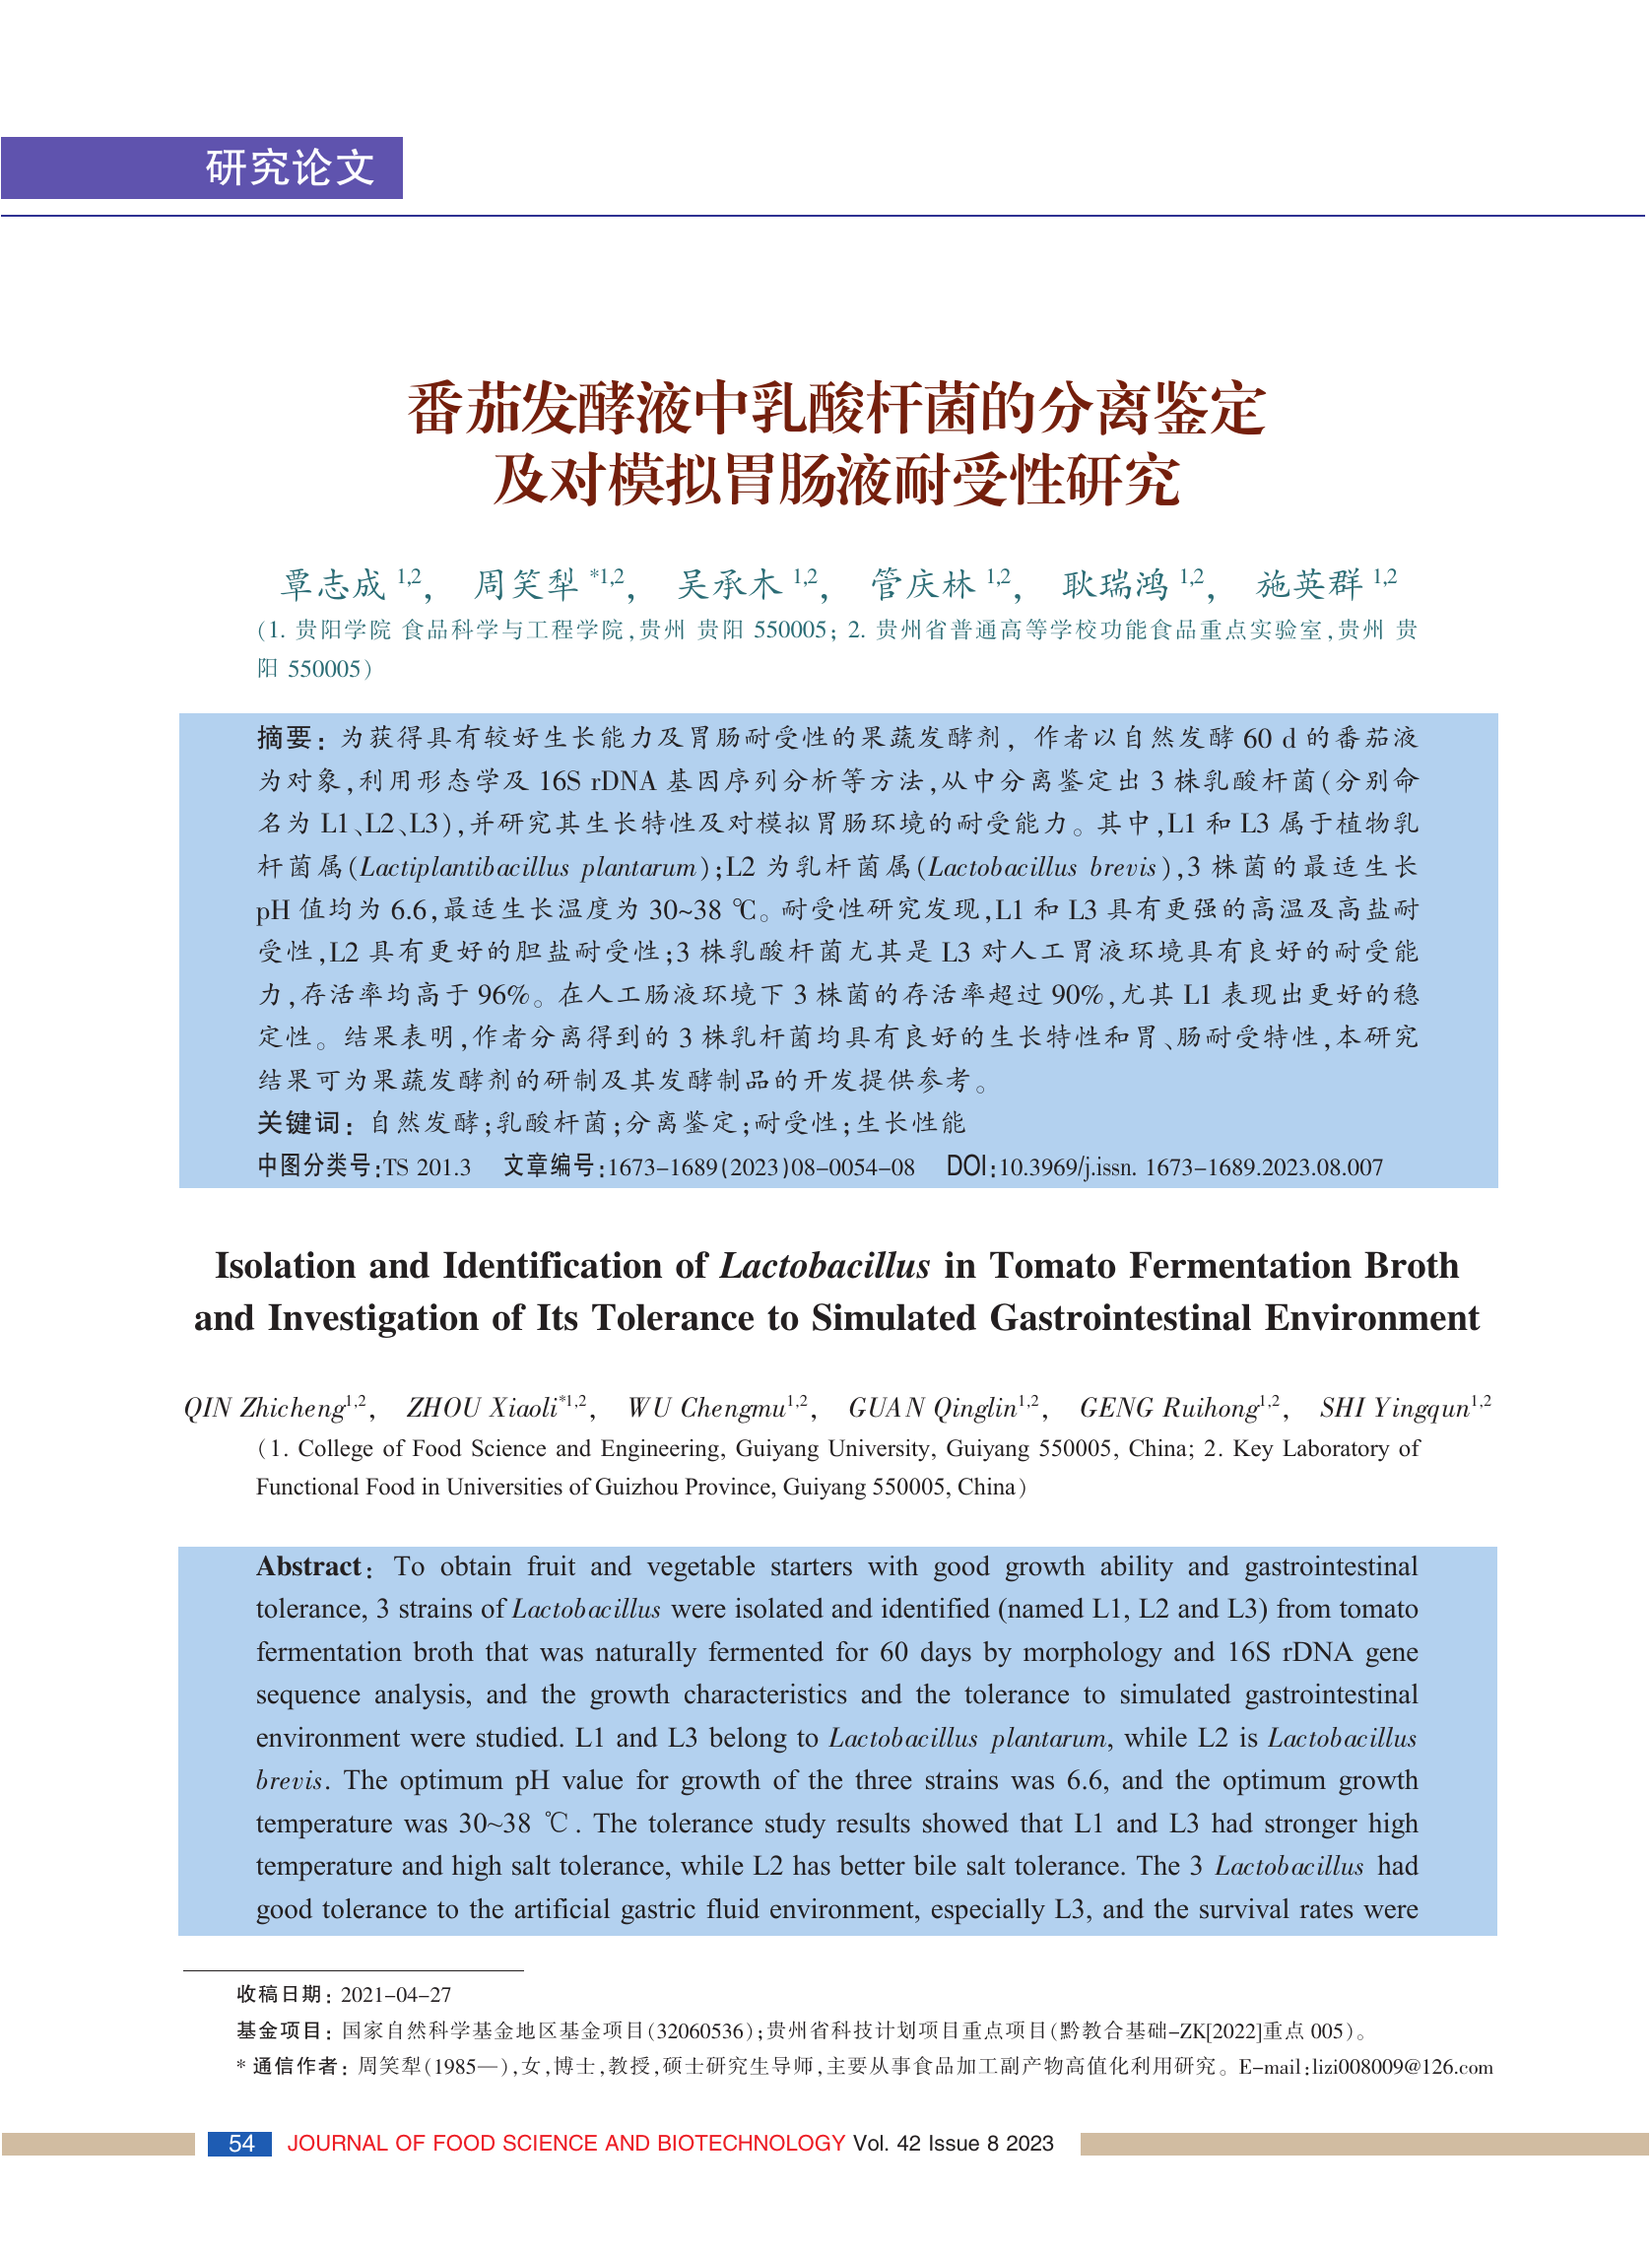 研究论文
番茄发酵液中乳酸杆菌的分离鉴定
及对模拟胃肠液耐受性研究
覃志成 1,2, 周笑犁 *1,2, 吴承木 1,2, 管庆林 1,2, 耿瑞鸿 1,2, 施英群 1,2
(1. 贵阳学院 食品科学与工程学院,贵州 贵阳 550005; 2. 贵州省普通高等学校功能食品重点实验室,贵州 贵
阳 550005)
摘要: 为获得具有较好生长能力及胃肠耐受性的果蔬发酵剂, 作者以自然发酵 60 d 的番茄液
为对象,利用形态学及 16S rDNA 基因序列分析等方法,从中分离鉴定出 3 株乳酸杆菌(分别命
名为 L1、L2、L3),并研究其生长特性及对模拟胃肠环境的耐受能力。其中,L1 和 L3 属于植物乳
杆菌属(Lactiplantibacillus plantarum);L2 为乳杆菌属(Lactobacillus brevis),3 株菌的最适生长
pH 值均为 6.6,最适生长温度为 30~38 ℃。耐受性研究发现,L1 和 L3 具有更强的高温及高盐耐
受性,L2 具有更好的胆盐耐受性;3 株乳酸杆菌尤其是 L3 对人工胃液环境具有良好的耐受能
力,存活率均高于 96%。在人工肠液环境下 3 株菌的存活率超过 90%,尤其 L1 表现出更好的稳
定性。结果表明,作者分离得到的 3 株乳杆菌均具有良好的生长特性和胃、肠耐受特性,本研究
结果可为果蔬发酵剂的研制及其发酵制品的开发提供参考。
关键词: 自然发酵;乳酸杆菌;分离鉴定;耐受性;生长性能
中图分类号:TS 201.3 文章编号:1673-1689(2023)08-0054-08 DOI:10.3969/j.issn. 1673-1689.2023.08.007
Isolation and Identification of Lactobacillus in Tomato Fermentation Broth
and Investigation of Its Tolerance to Simulated Gastrointestinal Environment
QIN Zhicheng1,2, ZHOU Xiaoli*1,2, WU Chengmu1,2, GUAN Qinglin1,2, GENG Ruihong1,2, SHI Yingqun1,2
(1. College of Food Science and Engineering, Guiyang University, Guiyang 550005, China; 2. Key Laboratory of
Functional Food in Universities of Guizhou Province, Guiyang 550005, China)
Abstract: To obtain fruit and vegetable starters with good growth ability and gastrointestinal
tolerance, 3 strains of Lactobacillus were isolated and identified (named L1, L2 and L3) from tomato
fermentation broth that was naturally fermented for 60 days by morphology and 16S rDNA gene
sequence analysis, and the growth characteristics and the tolerance to simulated gastrointestinal
environment were studied. L1 and L3 belong to Lactobacillus plantarum, while L2 is Lactobacillus
brevis. The optimum pH value for growth of the three strains was 6.6, and the optimum growth
temperature was 30~38 ℃. The tolerance study results showed that L1 and L3 had stronger high
temperature and high salt tolerance, while L2 has better bile salt tolerance. The 3 Lactobacillus had
good tolerance to the artificial gastric fluid environment, especially L3, and the survival rates were
收稿日期: 2021-04-27
基金项目: 国家自然科学基金地区基金项目(32060536);贵州省科技计划项目重点项目(黔教合基础-ZK[2022]重点 005)。
* 通信作者: 周笑犁(1985—),女,博士,教授,硕士研究生导师,主要从事食品加工副产物高值化利用研究。E-mail:lizi008009@126.com
54 JOURNAL OF FOOD SCIENCE AND BIOTECHNOLOGY Vol. 42 Issue 8 2023